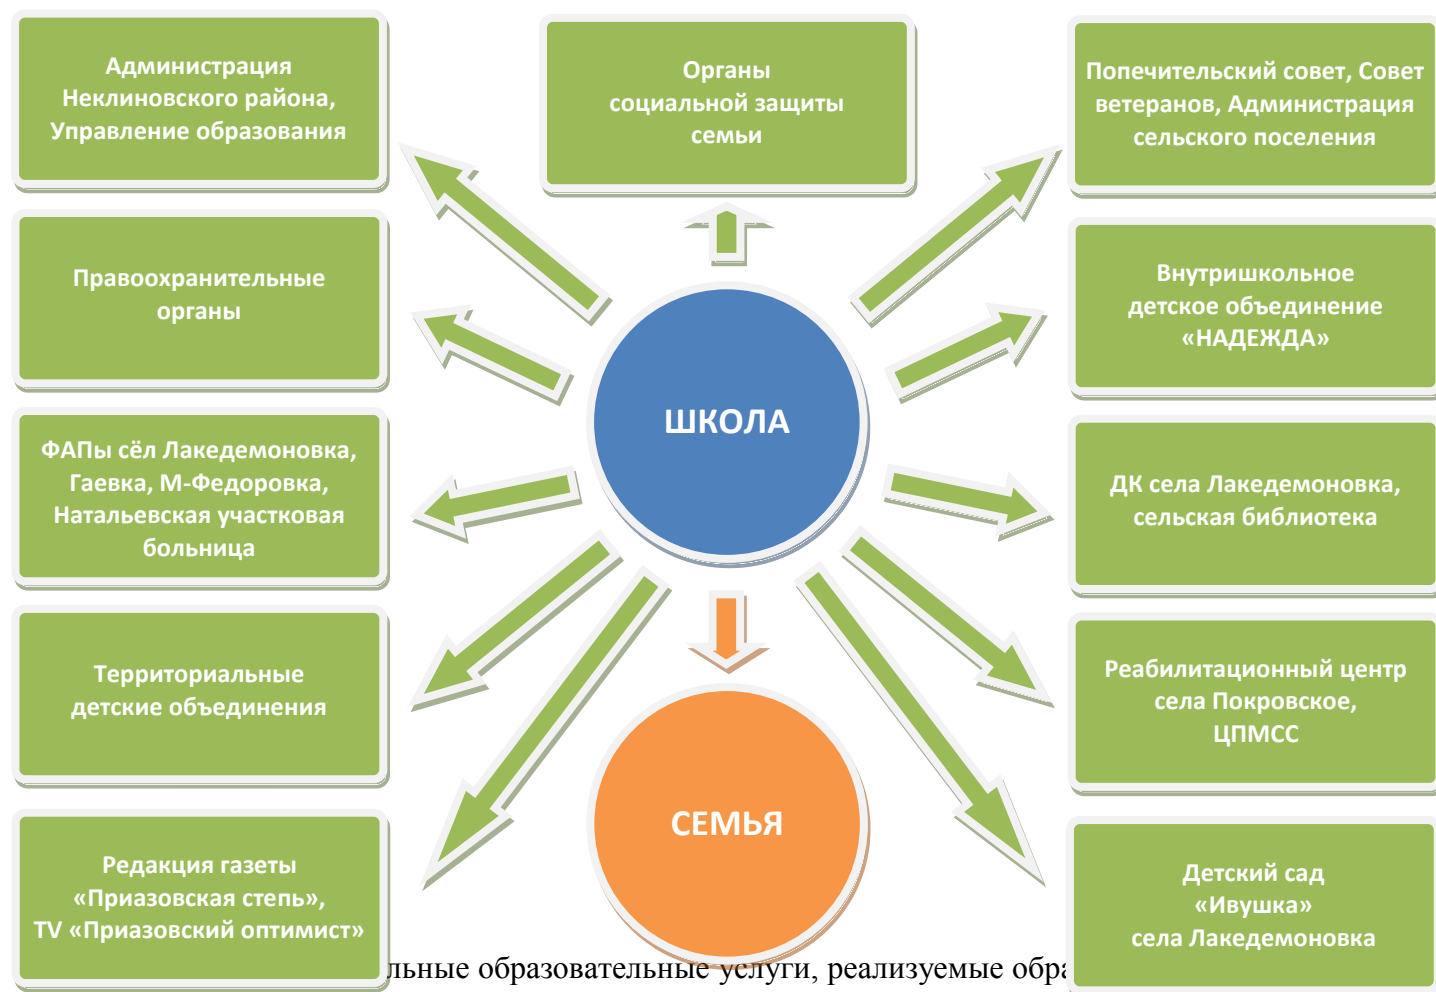 Администрация
Неклиновского района,
Управление образования
Органы
социальной защиты
семьи
Попечительский совет, Совет
ветеранов, Администрация
сельского поселения
Правоохранительные
органы
Внутришкольное
детское объединение
«НАДЕЖДА»
ШКОЛА
ФАПы сёл Лакедемоновка,
Гаевка, М-Федоровка,
Натальевская участковая
больница
ДК села Лакедемоновка,
сельская библиотека
Территориальные
детские объединения
Реабилитационный центр
села Покровское,
ЦПМСС
СЕМЬЯ
Редакция газеты
«Приазовская степь»,
TV «Приазовский оптимист»
Детский сад
«Ивушка»
села Лакедемоновка
льные образовательные услуги, реализуемые обра